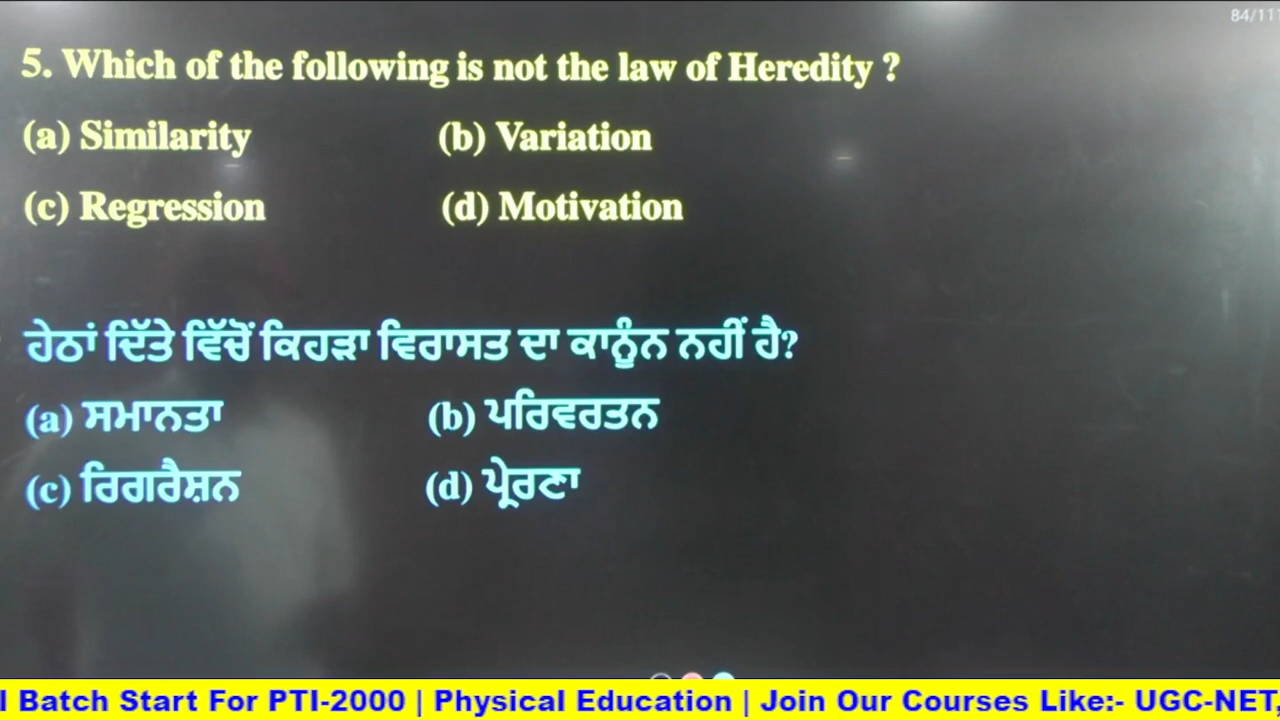 84/111
5. Which of the following is not the law of Heredity ?
(a) Similarity (b) Variation
(c) Regression (d) Motivation
ਹੇਠਾਂ ਦਿੱਤੇ ਵਿੱਚੋਂ ਕਿਹੜਾ ਵਿਰਾਸਤ ਦਾ ਕਾਨੂੰਨ ਨਹੀਂ ਹੈ?
(a) ਸਮਾਨਤਾ (b) ਪਰਿਵਰਤਨ
(c) ਰਿਗਰੈਸ਼ਨ (d) ਪ੍ਰੇਰਣਾ
Batch Start For PTI-2000 | Physical Education | Join Our Courses Like:- UGC-NET,